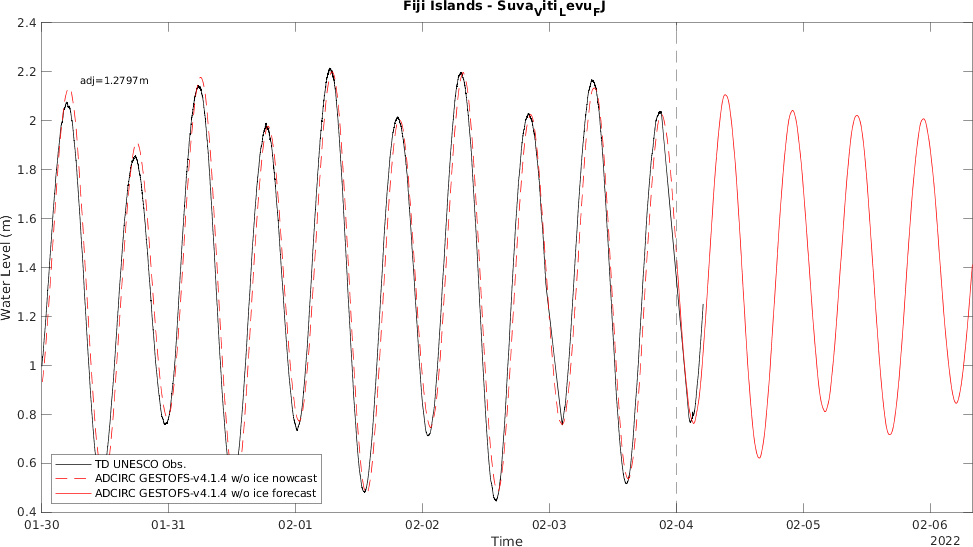 Fiji Islands - Suva_Viti_Levu_FJ
adj=1.2797m
2.4
2.2
2
1.8
1.6
1.4
1.2
1
0.8
0.6
0.4
Water Level (m)
TD UNESCO Obs.
ADCIRC GESTOFS-v4.1.4 w/o ice nowcast
ADCIRC GESTOFS-v4.1.4 w/o ice forecast
01-30 01-31 02-01 02-02 02-03 02-04 02-05 02-06
Time
2022